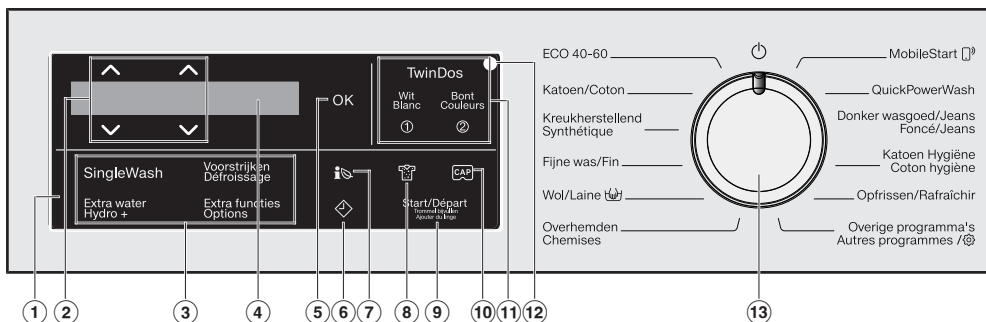 OK
TwinDos
Wit
Blanc
Bont
Couleurs
①
②
SingleWash
Voorstrijken
Défroissage
Extra water
Hydro +
Extra functies
Options
CAP
Start/Départ
Trommel bijvullen
Ajouter du linge
ECO 40-60
Katoen/Coton
Kreukherstellend
Synthétique
Fijne was/Fin
Wol/Laine
Overhemden
Chemises
MobileStart
QuickPowerWash
Donker wasgoed/Jeans
Foncé/Jeans
Katoen Hygiëne
Coton hygiène
Opfrissen/Rafraîchir
Overige programma's
Autres programmes /
① ② ③ ④ ⑤ ⑥ ⑦ ⑧ ⑨ ⑩ ⑪ ⑫ ⑬